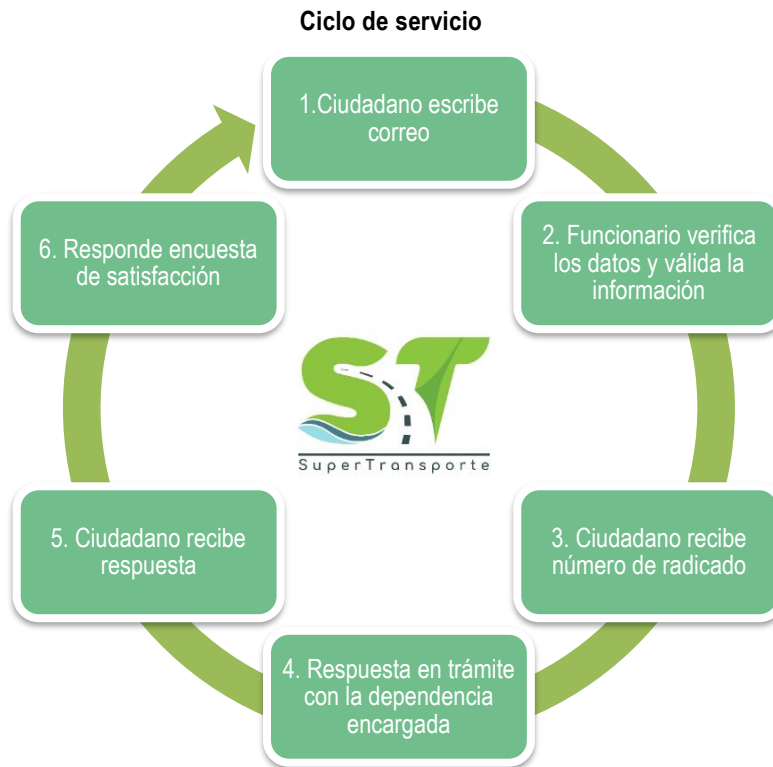 Ciclo de servicio
1.Ciudadano escribe
correo
2. Funcionario verifica
los datos y válida la
información
3. Ciudadano recibe
número de radicado
4. Respuesta en trámite
con la dependencia
encargada
5. Ciudadano recibe
respuesta
6. Responde encuesta
de satisfacción
ST
SuperTransporte